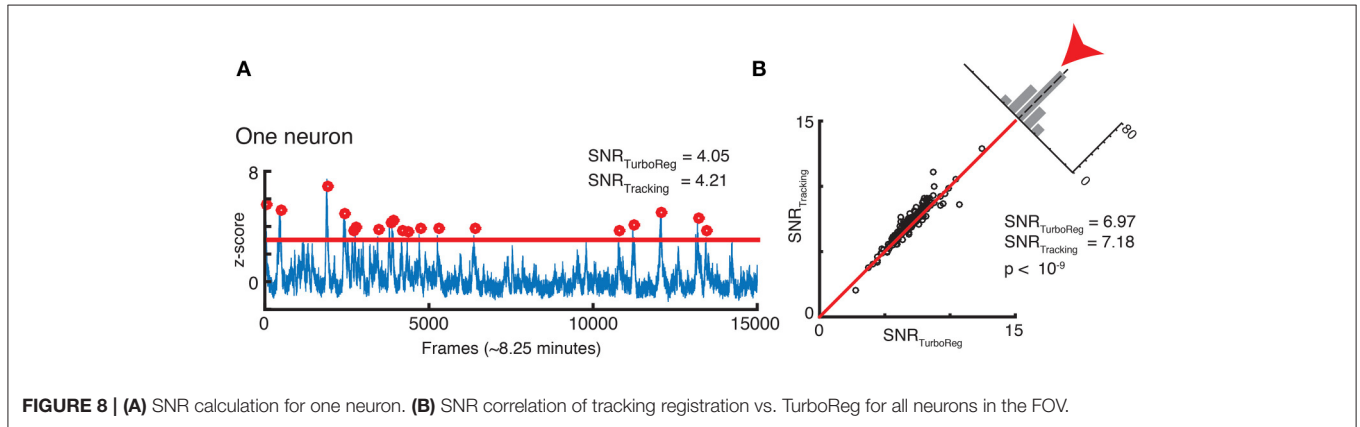 A
One neuron
SNR_TurboReg = 4.05
SNR_Tracking = 4.21
8
0
z-score
0 5000 10000 15000
Frames (~8.25 minutes)
B
80
0
15
0
SNR_Tracking
SNR_TurboReg = 6.97
SNR_Tracking = 7.18
p < 10^-9
0 15
SNR_TurboReg
FIGURE 8 | (A) SNR calculation for one neuron. (B) SNR correlation of tracking registration vs. TurboReg for all neurons in the FOV.